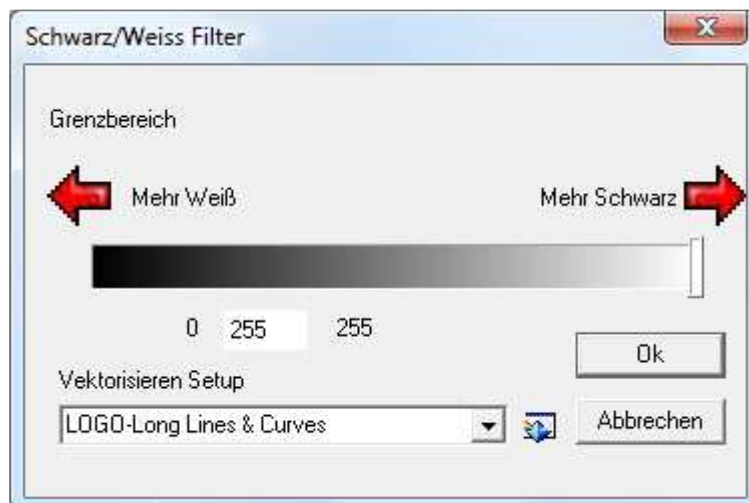 Schwarz/Weiss Filter
Grenzbereich
Mehr Weiß
Mehr Schwarz
0 255 255
Ok
Vektorisieren Setup
LOGO-Long Lines & Curves
Abbrechen